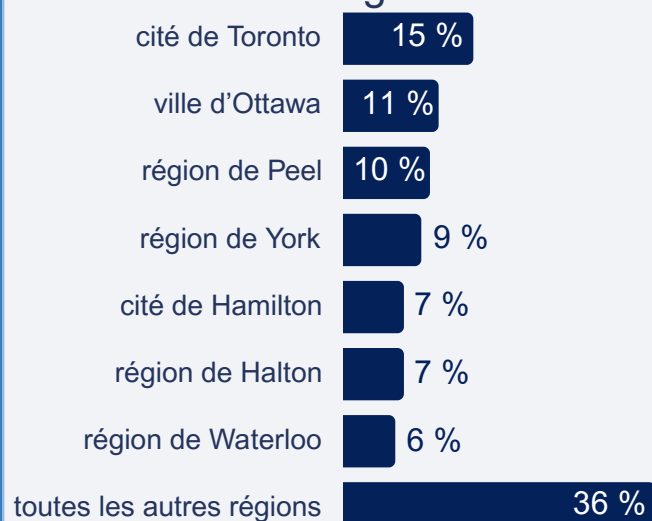 cité de Toronto 15 %
ville d'Ottawa 11 %
région de Peel 10 %
région de York 9 %
cité de Hamilton 7 %
région de Halton 7 %
région de Waterloo 6 %
toutes les autres régions 36 %